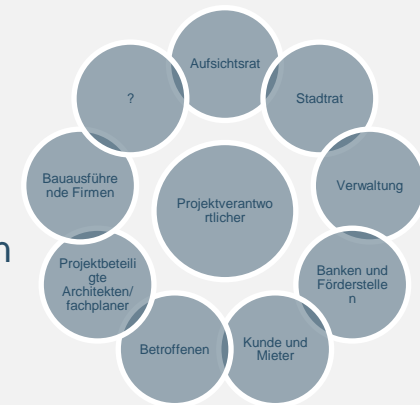 Aufsichtsrat
Stadtrat
Verwaltung
Banken und
Förderstelle
n
Kunde und
Mieter
Betroffenen
Projektbeteili
gte
Architekten/
fachplaner
Bauausführe
nde Firmen
?
Projektverantwo
rtlicher
n